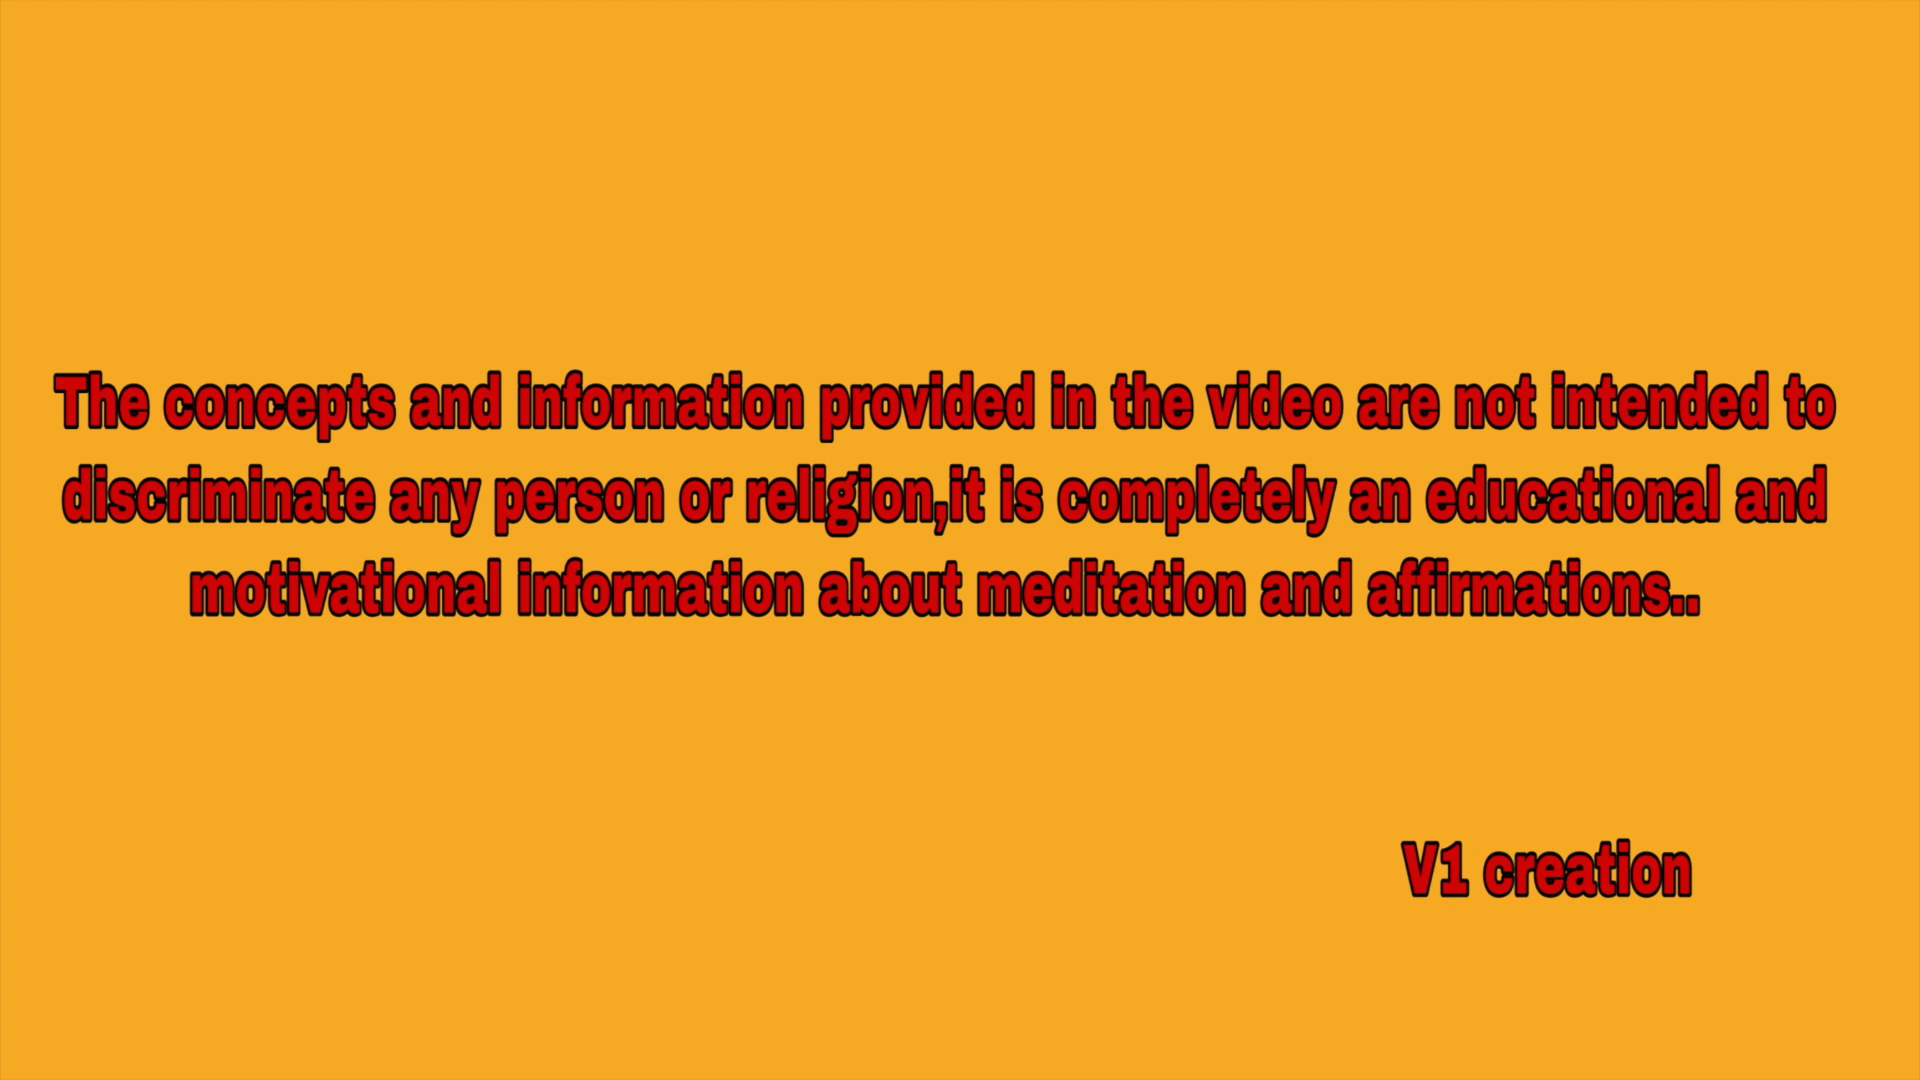 The concepts and information provided in the video are not intended to
discriminate any person or religion,it is completely an educational and
motivational information about meditation and affirmations..
V1 creation